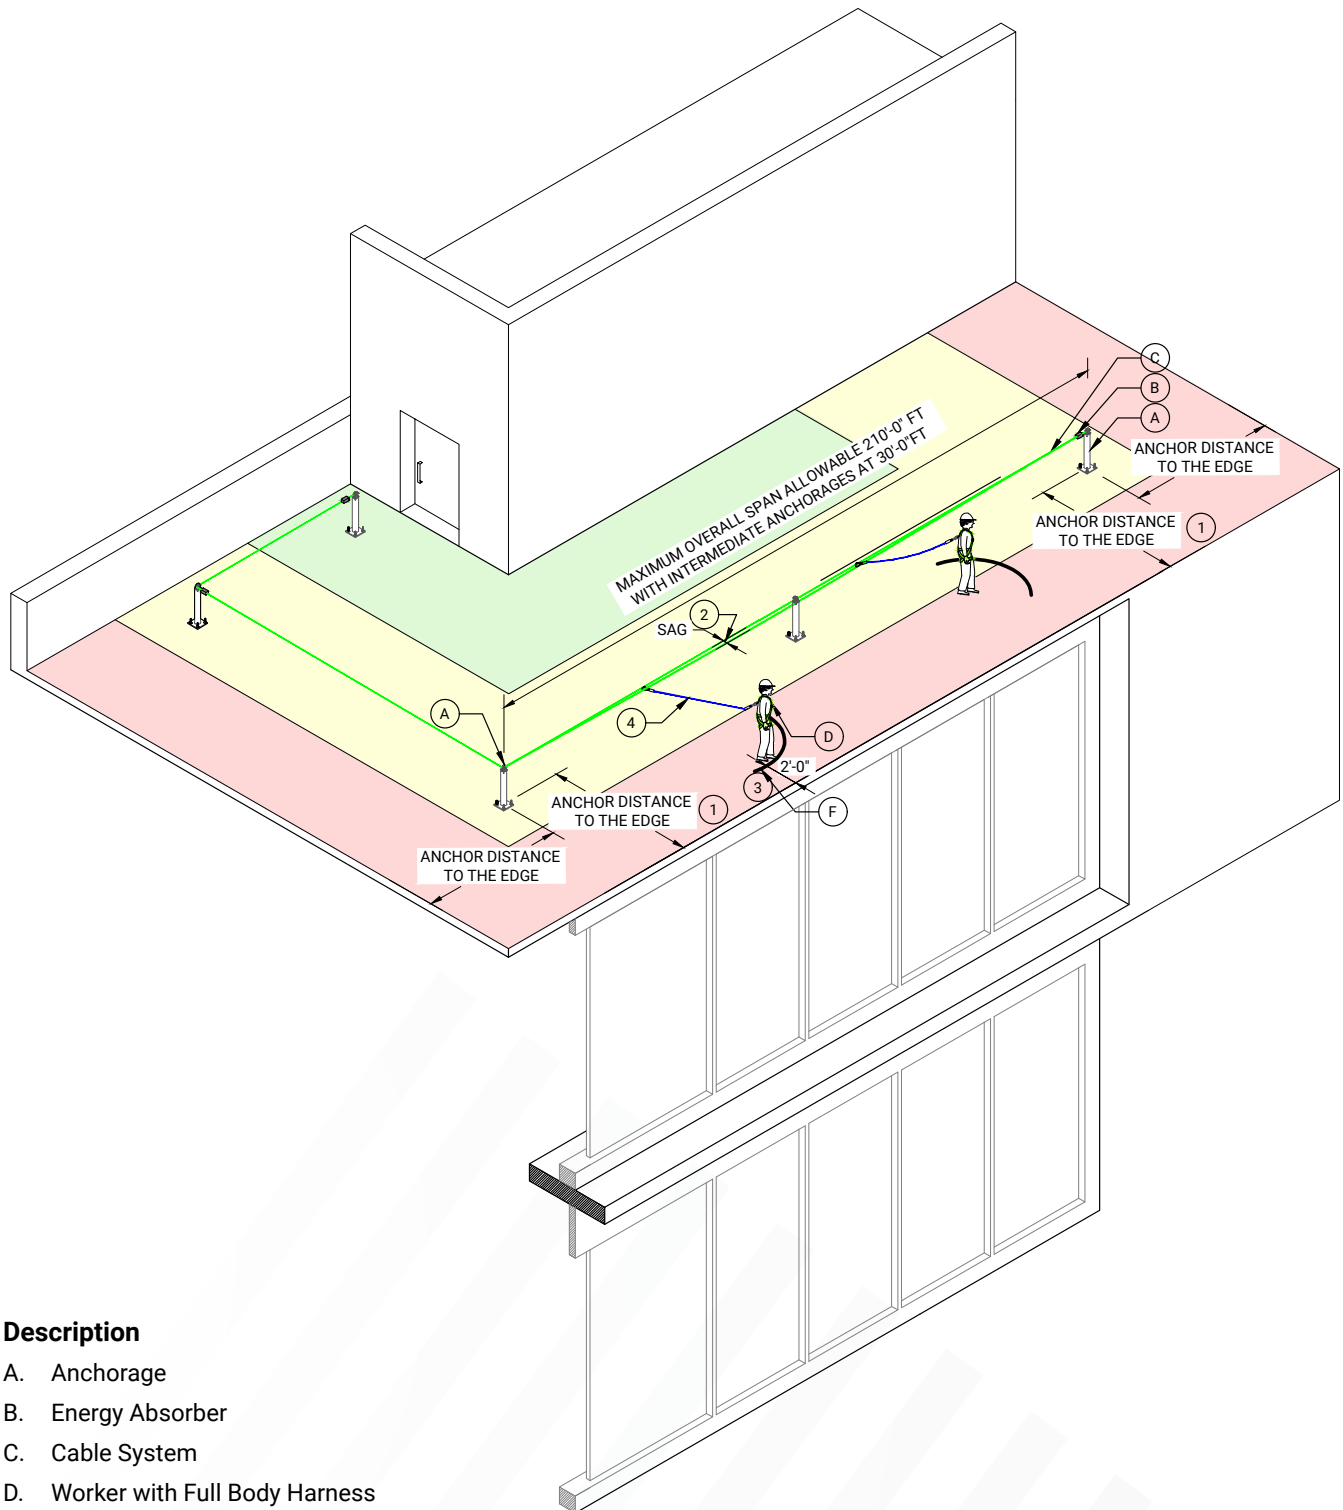 C
B
A
ANCHOR DISTANCE
TO THE EDGE
MAXIMUM OVERALL SPAN ALLOWABLE 210'-0" FT
WITH INTERMEDIATE ANCHORAGES AT 30'-0"FT
ANCHOR DISTANCE
TO THE EDGE
1
2
SAG
A
4
D
2'-0"
3
F
ANCHOR DISTANCE
TO THE EDGE
1
ANCHOR DISTANCE
TO THE EDGE
Description
A. Anchorage
B. Energy Absorber
C. Cable System
D. Worker with Full Body Harness